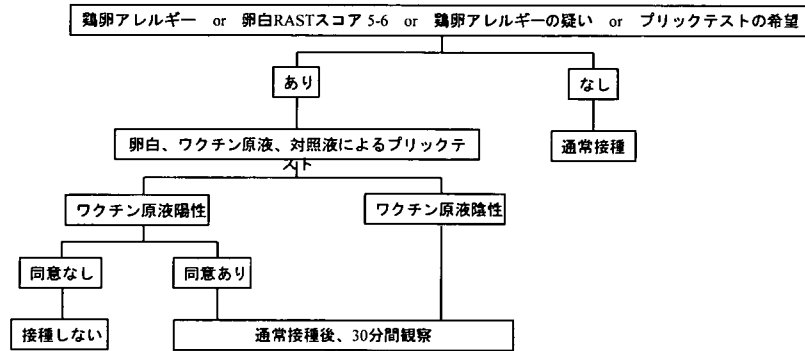 鶏卵アレルギー or 卵白RASTスコア 5-6 or 鶏卵アレルギーの疑い or プリックテストの希望
あり
なし
卵白、ワクチン原液、対照液によるプリックテ
スト
通常接種
ワクチン原液陽性
ワクチン原液陰性
同意なし
同意あり
接種しない
通常接種後、30分間観察